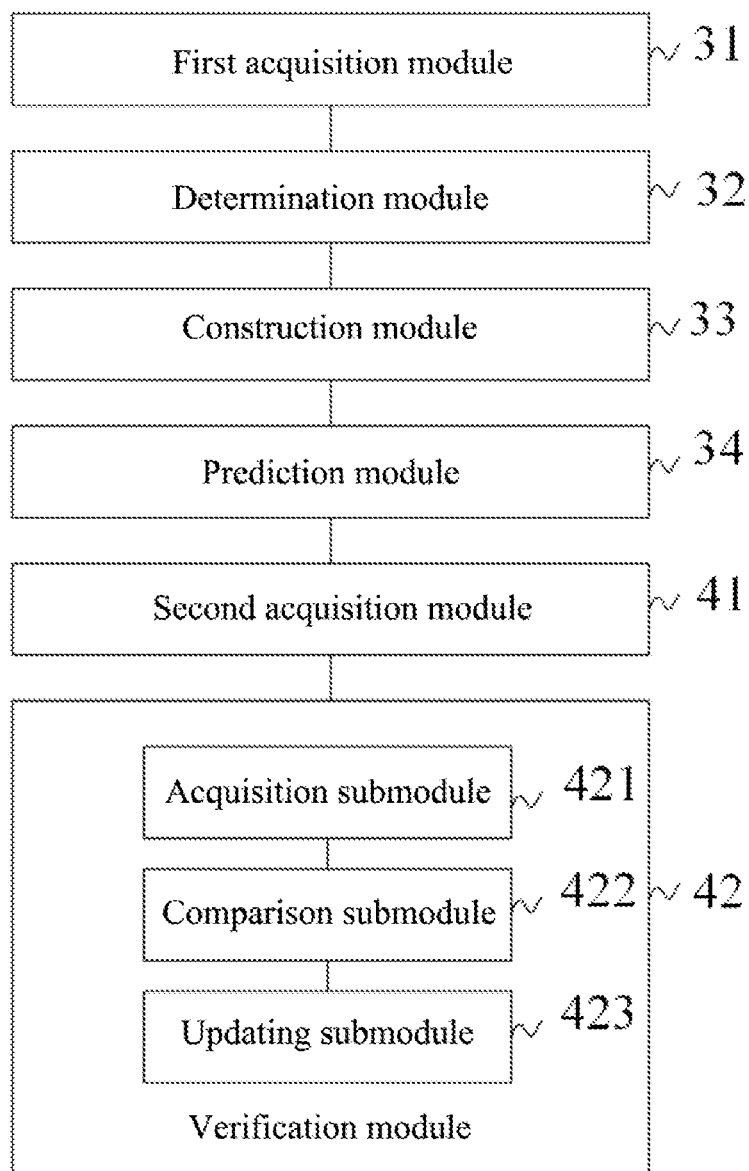 First acquisition module 31
Determination module 32
Construction module 33
Prediction module 34
Second acquisition module 41
Acquisition submodule 421
Comparison submodule 422
42
Updating submodule 423
Verification module